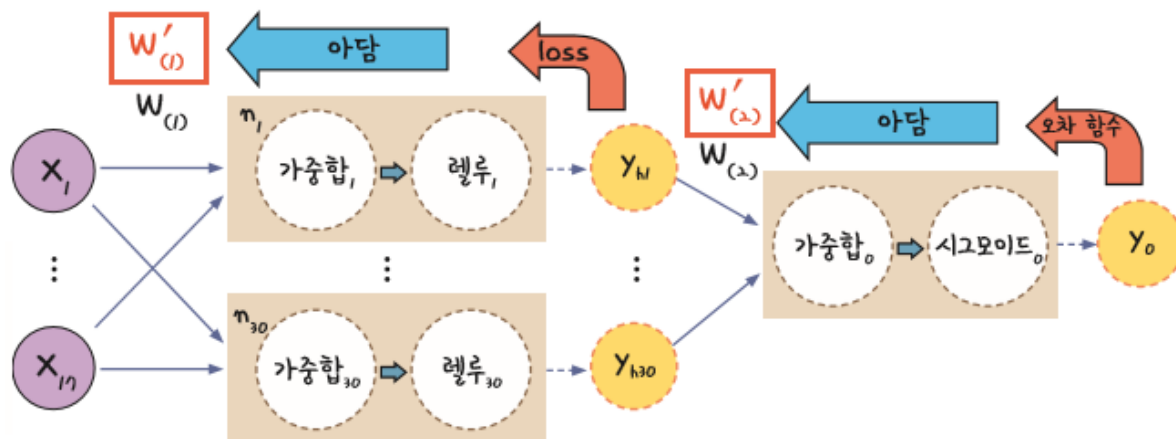 W′(1)
아담
loss
W(1)
W′(2)
아담
오차 함수
W(2)
n1
가중합1
렐루1
yh1
X1
가중합0
시그모이드0
y0
⋮
⋮
⋮
n30
가중합30
렐루30
yh30
X17